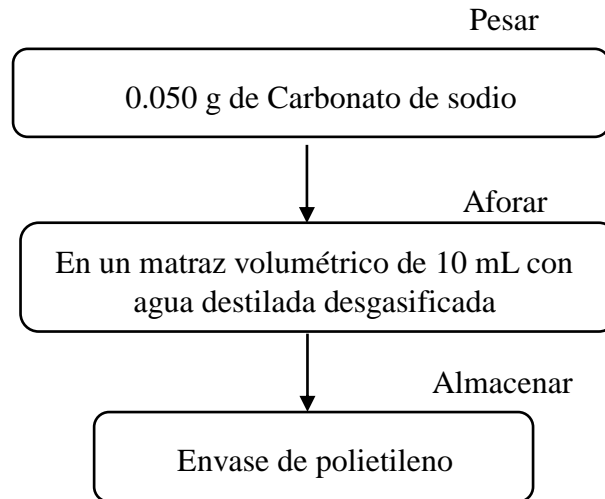 Pesar
0.050 g de Carbonato de sodio
Aforar
En un matraz volumétrico de 10 mL con
agua destilada desgasificada
Almacenar
Envase de polietileno